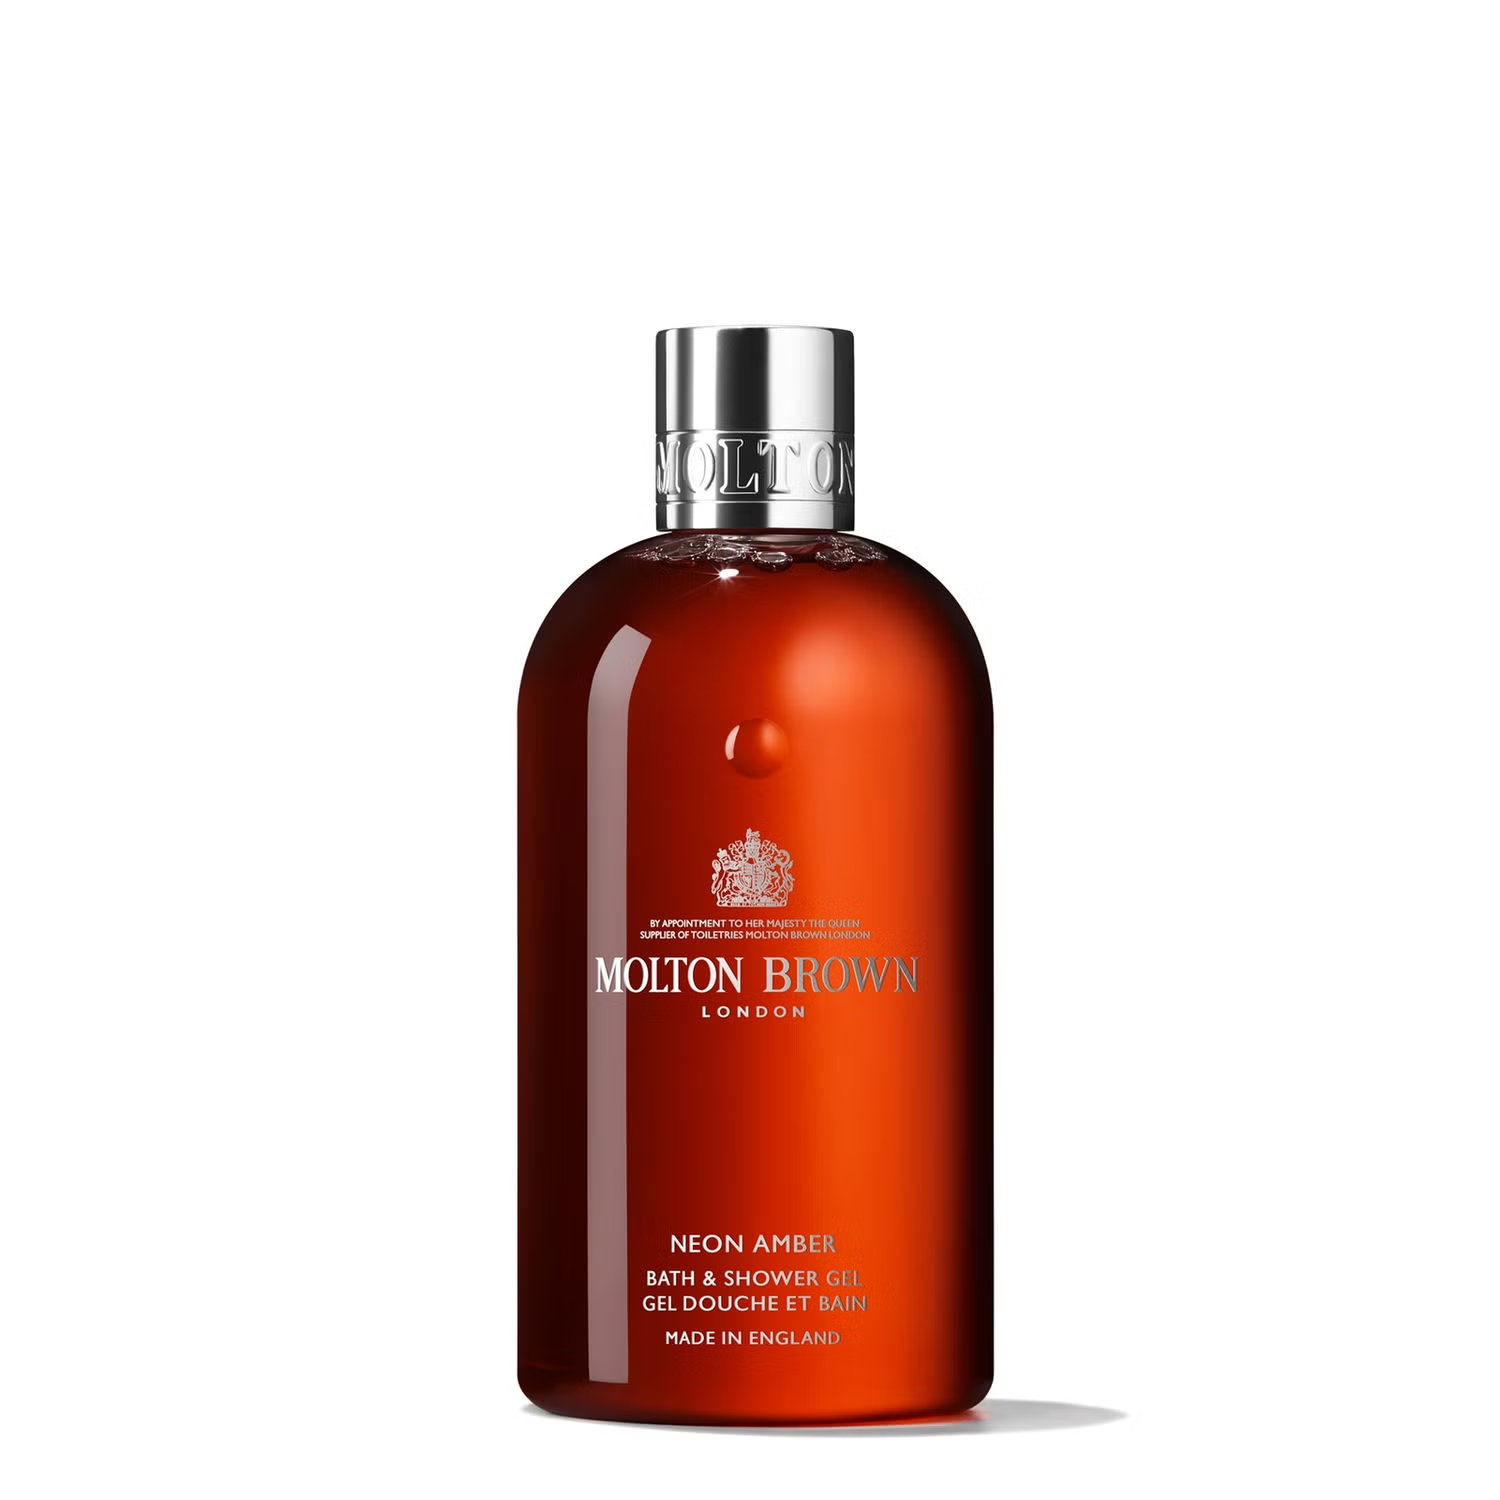 MOLTON
BY APPOINTMENT TO HER MAJESTY THE QUEEN
SUPPLIER OF TOILETRIES MOLTON BROWN LONDON
MOLTON BROWN
LONDON
NEON AMBER
BATH & SHOWER GEL
GEL DOUCHE ET BAIN
MADE IN ENGLAND